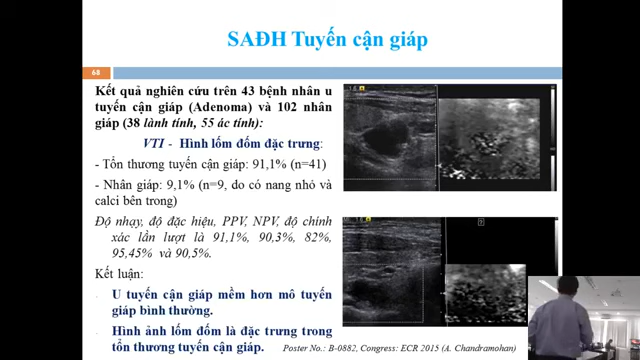 SAĐH Tuyến cận giáp
68
Kết quả nghiên cứu trên 43 bệnh nhân u
tuyến cận giáp (Adenoma) và 102 nhân
giáp (38 lành tính, 55 ác tính):
VTI - Hình lốm đốm đặc trưng:
- Tổn thương tuyến cận giáp: 91,1% (n=41)
- Nhân giáp: 9,1% (n=9, do có nang nhỏ và
calci bên trong)
Độ nhạy, độ đặc hiệu, PPV, NPV, độ chính
xác lần lượt là 91,1%, 90,3%, 82%,
95,45% và 90,5%.
Kết luận:
U tuyến cận giáp mềm hơn mô tuyến
giáp bình thường.
Hình ảnh lốm đốm là đặc trưng trong
tổn thương tuyến cận giáp.
Poster No.: B-0882, Congress: ECR 2015 (A. Chandramohan)